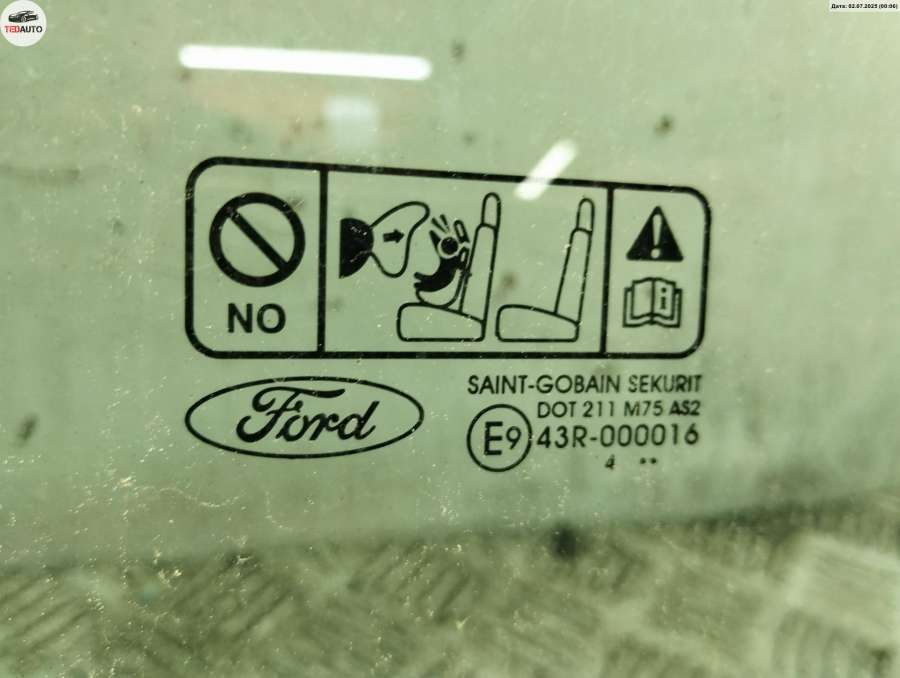 TEDAUTO
Дата: 02.07.2025 (00:06)
NO
Ford
SAINT-GOBAIN SEKURIT
DOT 211 M75 AS2
E9 43R-000016
4 ••